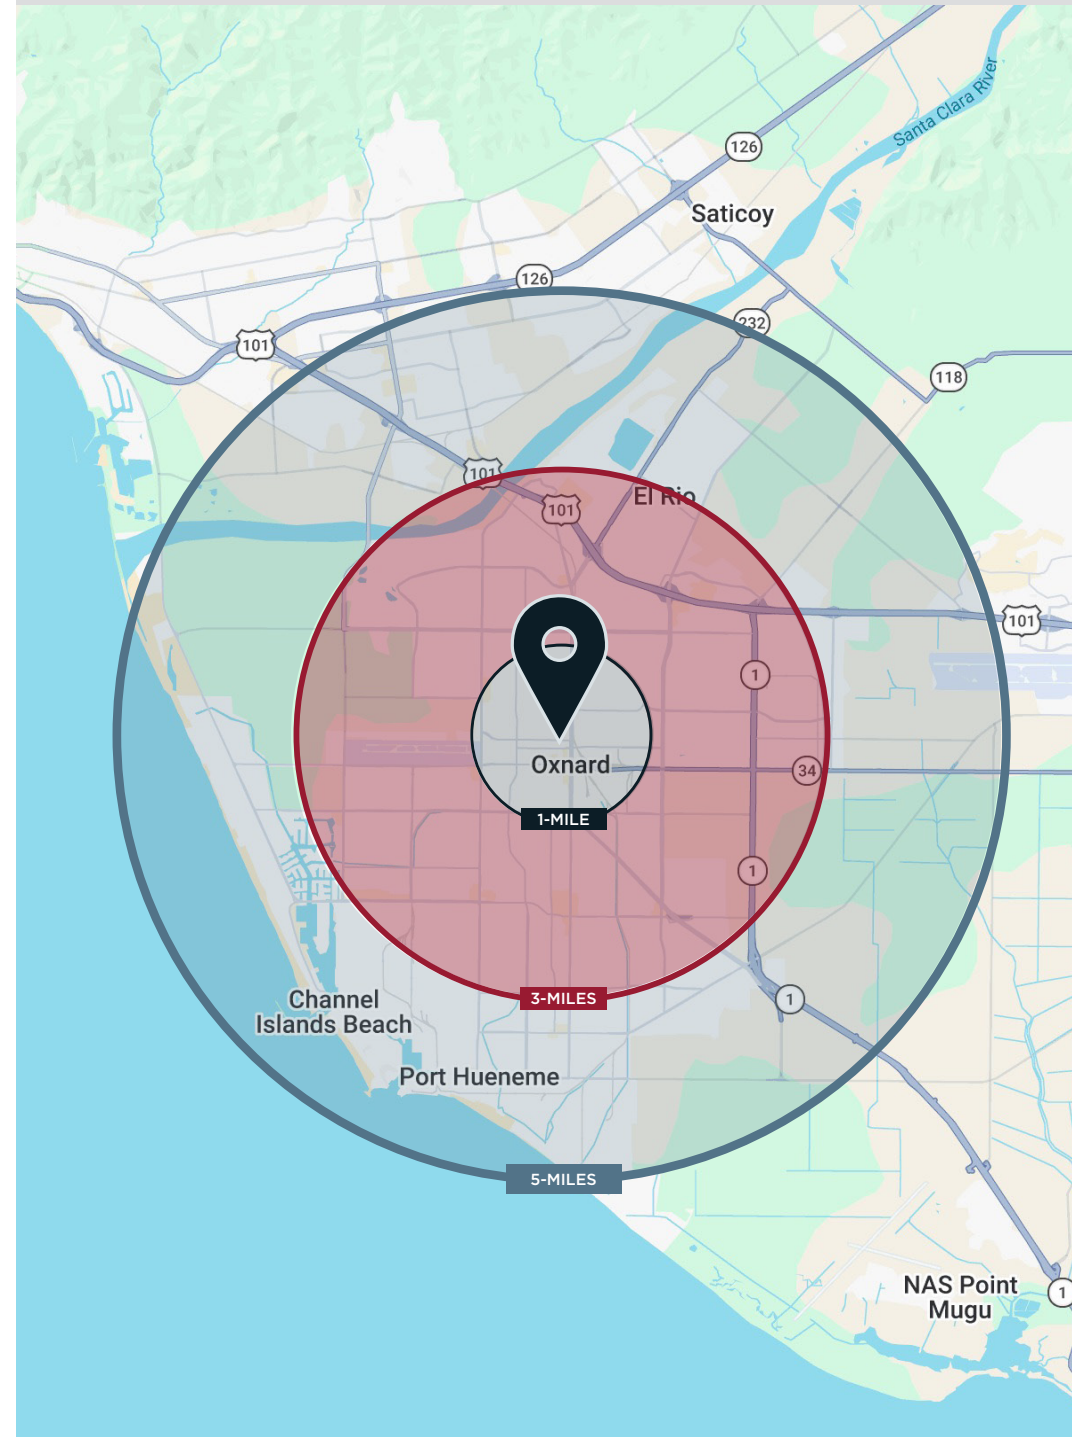 Santa Clara River
126
Saticoy
126
232
101
118
101
El Rio
101
101
1
Oxnard
34
1-MILE
1
3-MILES
1
Channel
Islands Beach
Port Hueneme
5-MILES
NAS Point
Mugu
1